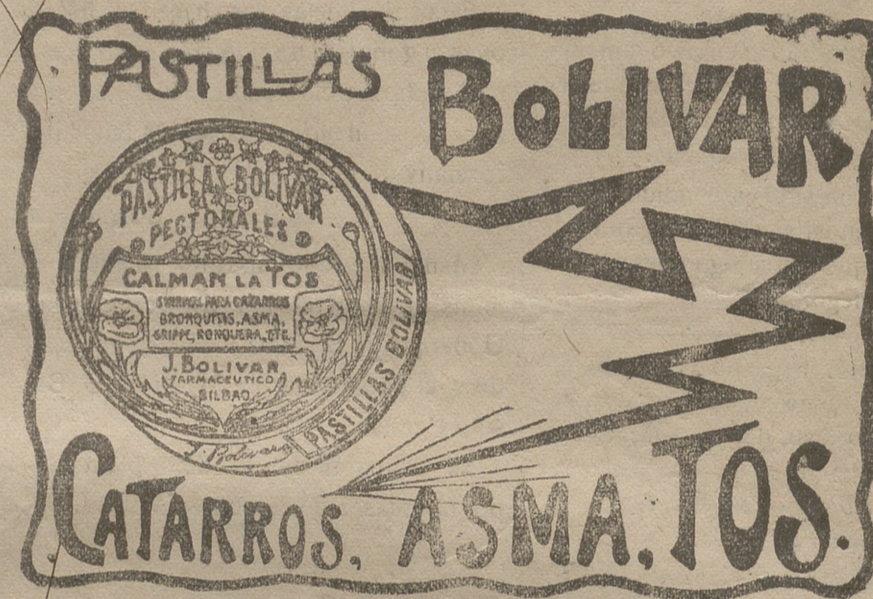 PASTILLAS BOLIVAR
PASTILLAS BOLIVAR
PECTORALES
CALMAN LA TOS
PARA CATARROS
BRONQUITIS, ASMA,
GRIPPE, RONQUERA, ETC.
J. BOLIVAR
FARMACEUTICO
BILBAO
J. Bolivar
PASTILLAS BOLIVAR
CATARROS, ASMA, TOS.